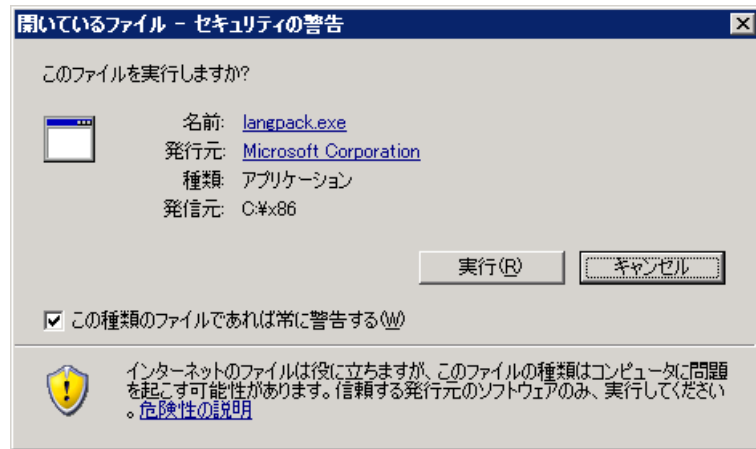 開いているファイル - セキュリティの警告
このファイルを実行しますか?
名前: langpack.exe
発行元: Microsoft Corporation
種類: アプリケーション
発信元: C:¥x86
実行(R) キャンセル
この種類のファイルであれば常に警告する(W)
インターネットのファイルは役に立ちますが、このファイルの種類はコンピュータに問題
を起こす可能性があります。信頼する発行元のソフトウェアのみ、実行してください
。危険性の説明